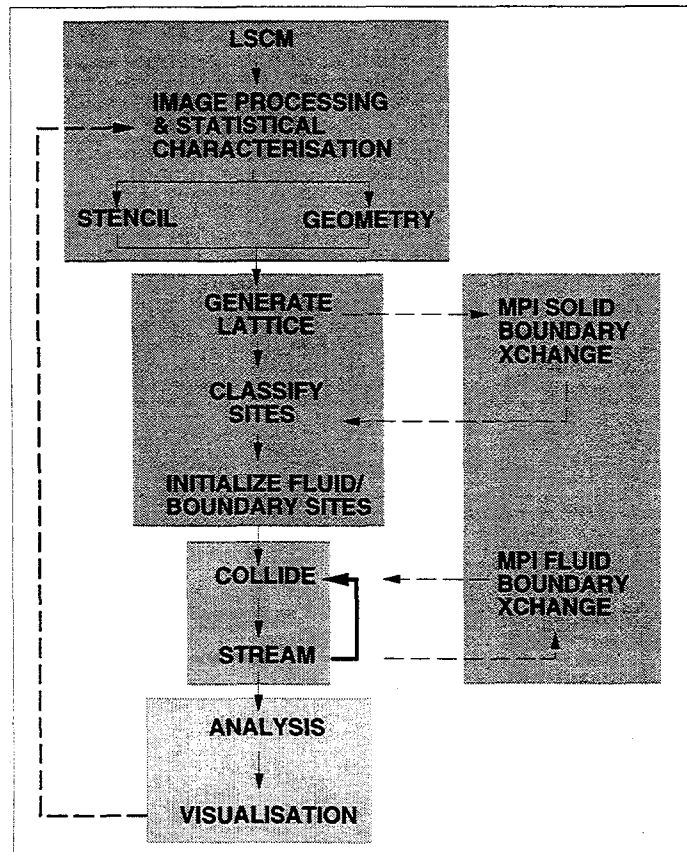 LSCM
IMAGE PROCESSING
& STATISTICAL
CHARACTERISATION
STENCIL
GEOMETRY
GENERATE
LATTICE
MPI SOLID
BOUNDARY
XCHANGE
CLASSIFY
SITES
INITIALIZE FLUID/
BOUNDARY SITES
COLLIDE
MPI FLUID
BOUNDARY
XCHANGE
STREAM
ANALYSIS
VISUALISATION